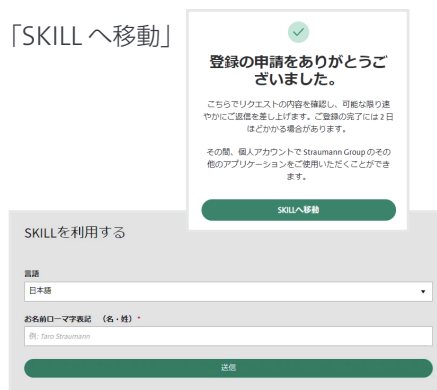 「SKILL へ移動」
登録の申請をありがとうご
ざいました。
こちらでリクエストの内容を確認し、可能な限り速
やかにご返信を差し上げます。ご登録の完了には2日
ほどかかる場合があります。
その間、個人アカウントで Straumann Group のその
他のアプリケーションをご使用いただくことができ
ます。
SKILLへ移動
SKILLを利用する
言語
日本語
お名前ローマ字表記 (名・姓) *
例: Taro Straumann
送信